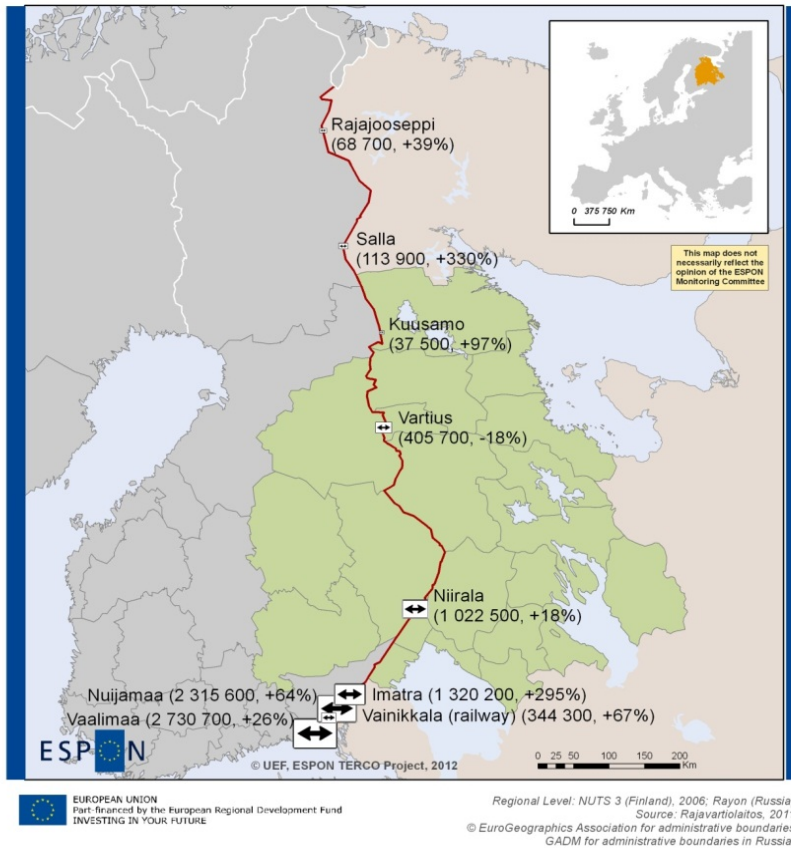 Rajajooseppi
(68 700, +39%)
0 375 750 Km
Salla
(113 900, +330%)
This map does not
necessarily reflect the
opinion of the ESPON
Monitoring Committee
Kuusamo
(37 500, +97%)
Vartius
(405 700, -18%)
Niirala
(1 022 500, +18%)
Nuijamaa (2 315 600, +64%)
Imatra (1 320 200, +295%)
Vaalimaa (2 730 700, +26%)
Vainikkala (railway) (344 300, +67%)
ESPON
© UEF, ESPON TERCO Project, 2012
0 25 50 100 150 200
Km
EUROPEAN UNION
Part-financed by the European Regional Development Fund
INVESTING IN YOUR FUTURE
Regional Level: NUTS 3 (Finland), 2006; Rayon (Russia
Source: Rajavartiolaitos, 201
© EuroGeographics Association for administrative boundaries
GADM for administrative boundaries in Russia